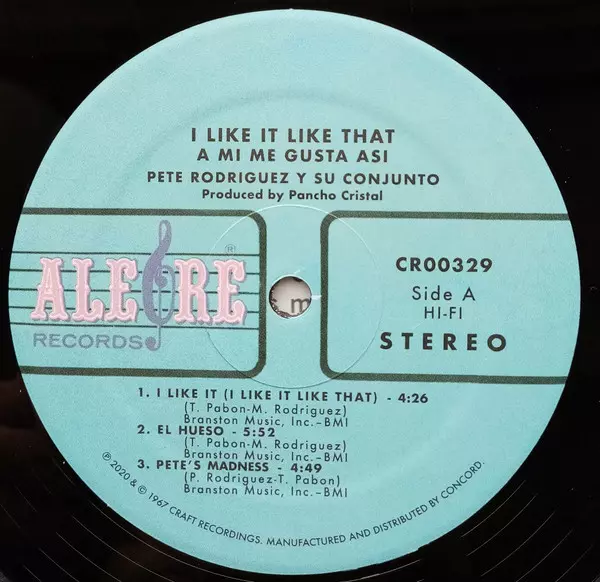 I LIKE IT LIKE THAT
A MI ME GUSTA ASI
PETE RODRIGUEZ Y SU CONJUNTO
Produced by Pancho Cristal
ALEGRE®
RECORDS
CR00329
Side A
HI-FI
STEREO
1. I LIKE IT (I LIKE IT LIKE THAT) - 4:26
(T. Pabon-M. Rodriguez)
Branston Music, Inc.-BMI
2. EL HUESO - 5:52
(T. Pabon-M. Rodriguez)
Branston Music, Inc.-BMI
3. PETE'S MADNESS - 4:49
(P. Rodriguez-T. Pabon)
Branston Music, Inc.-BMI
℗ 2020 & © 1967 CRAFT RECORDINGS. MANUFACTURED AND DISTRIBUTED BY CONCORD.